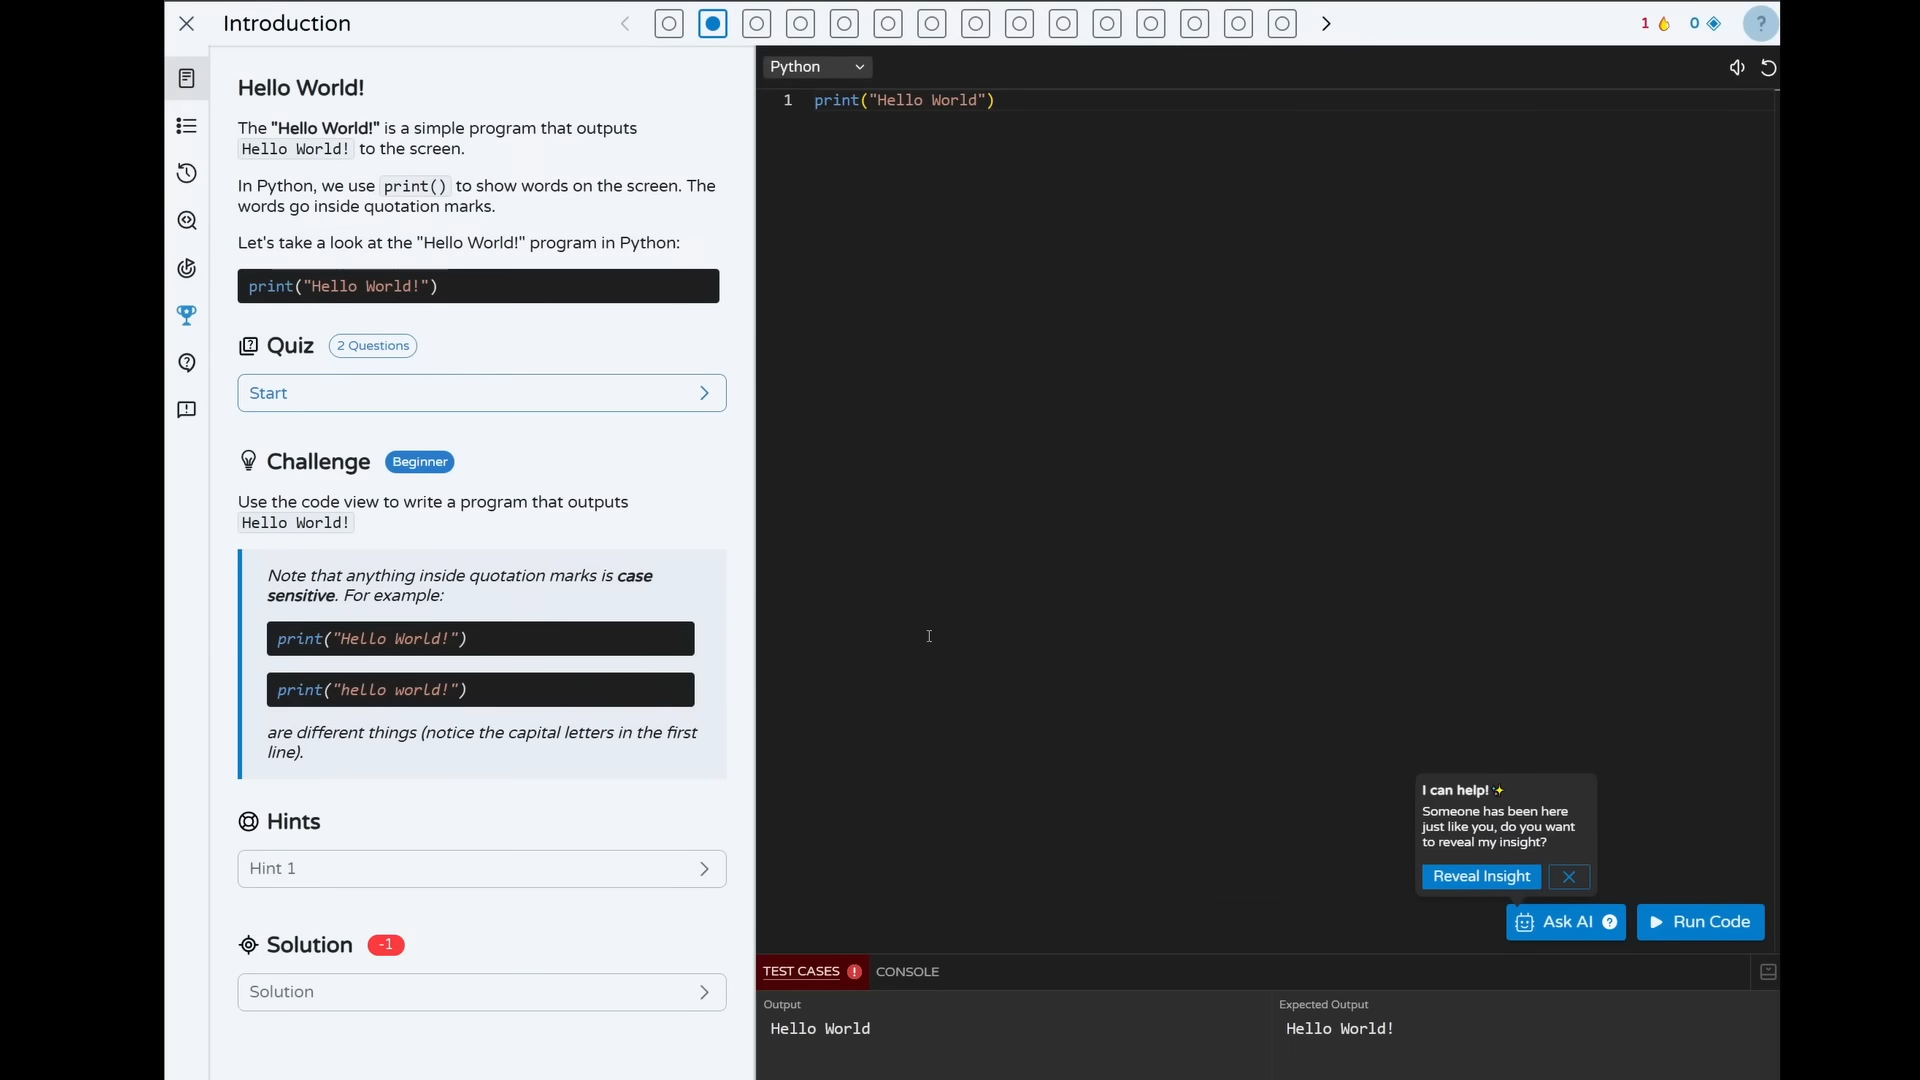 Introduction
1
0
?
Hello World!
The "Hello World!" is a simple program that outputs
Hello World! to the screen.
In Python, we use print() to show words on the screen. The
words go inside quotation marks.
Let's take a look at the "Hello World!" program in Python:
print("Hello World!")
Quiz 2 Questions
Start
Challenge Beginner
Use the code view to write a program that outputs
Hello World!
Note that anything inside quotation marks is case
sensitive. For example:
print("Hello World!")
print("hello world!")
are different things (notice the capital letters in the first
line).
Hints
Hint 1
Solution -1
Solution
Python
1 print("Hello World")
I can help!
Someone has been here
just like you, do you want
to reveal my insight?
Reveal Insight
Ask AI ?
Run Code
TEST CASES ! CONSOLE
Output
Hello World
Expected Output
Hello World!